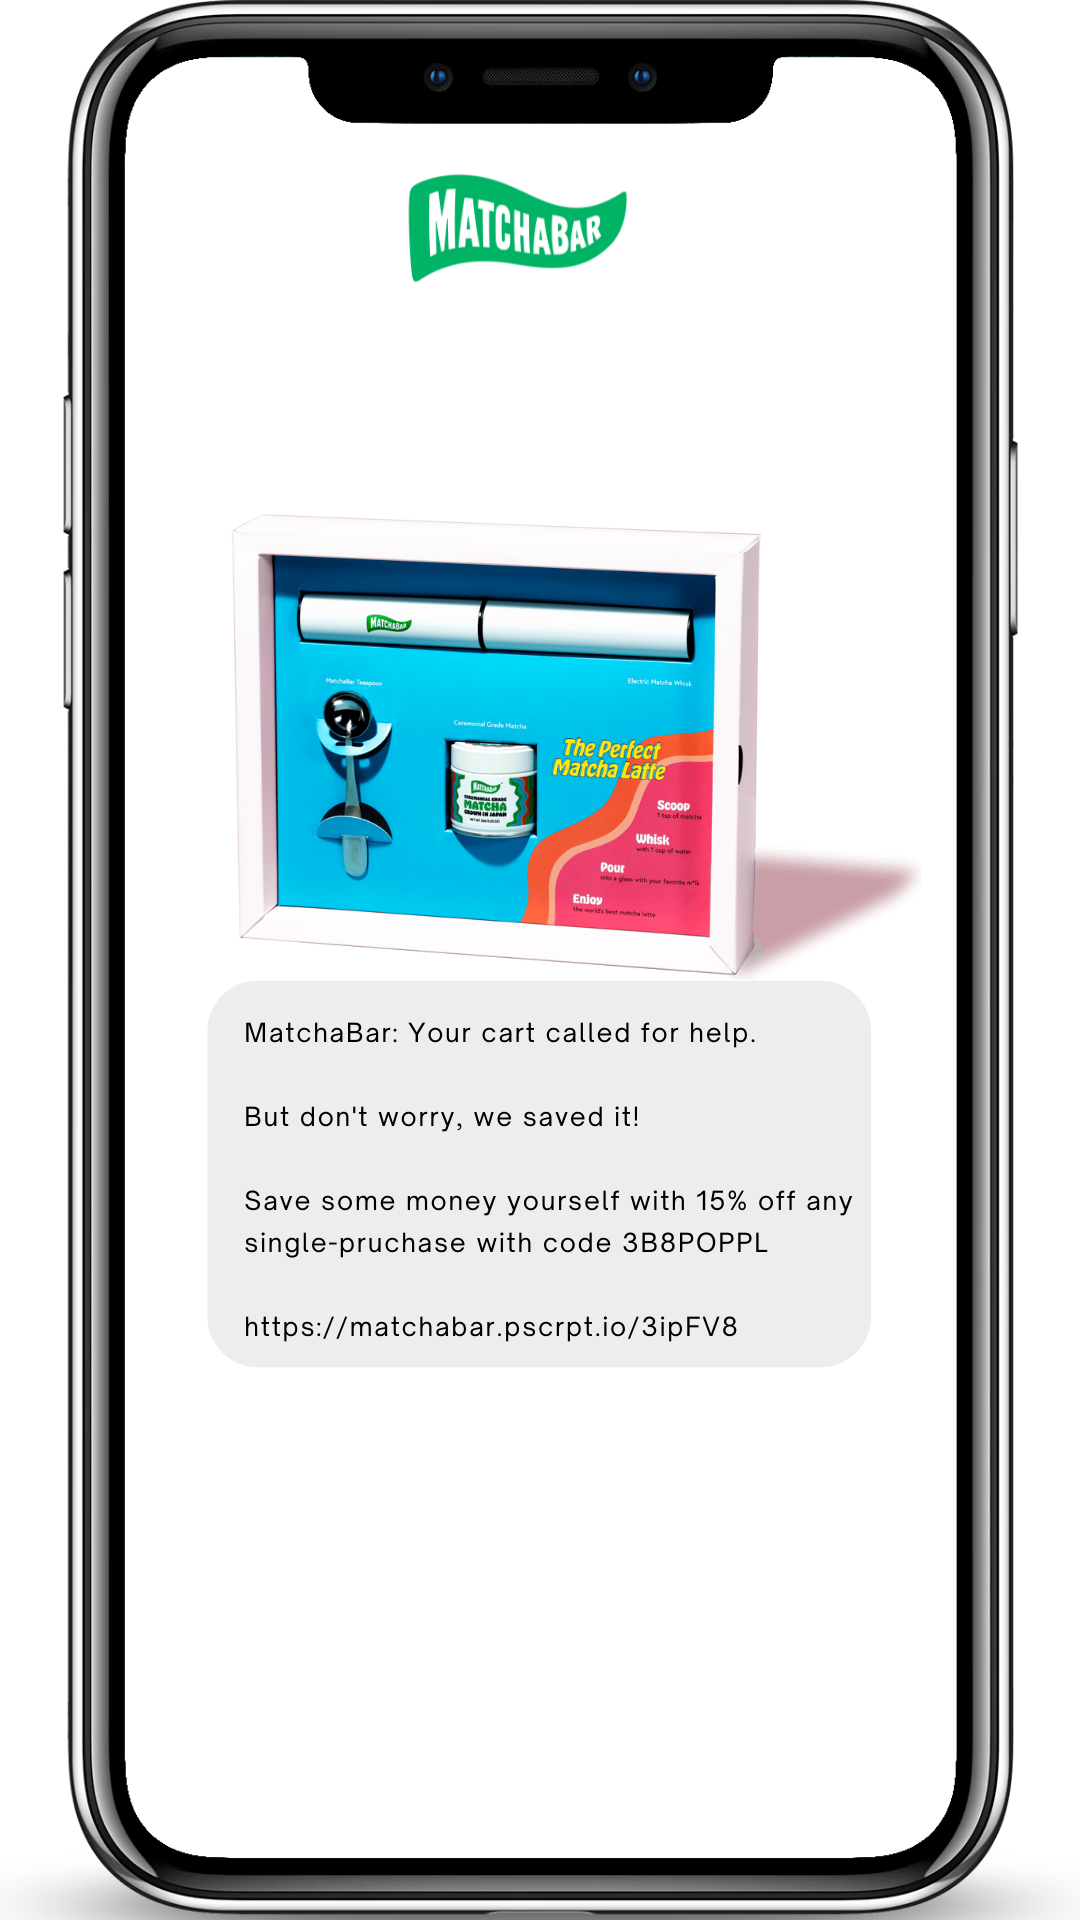 MATCHABAR
MATCHABAR
MatchaBar Teaspoon
Electric Matcha Whisk
Ceremonial Grade Matcha
MATCHABAR
CEREMONIAL GRADE
MATCHA
GROWN IN JAPAN
The Perfect
Matcha Latte
Scoop
1 tsp of matcha
Whisk
with 1 cup of water
Pour
into a glass with your favorite m*lk
Enjoy
the world's best matcha latte
MatchaBar: Your cart called for help.
But don't worry, we saved it!
Save some money yourself with 15% off any
single-pruchase with code 3B8POPPL
https://matchabar.pscrpt.io/3ipFV8